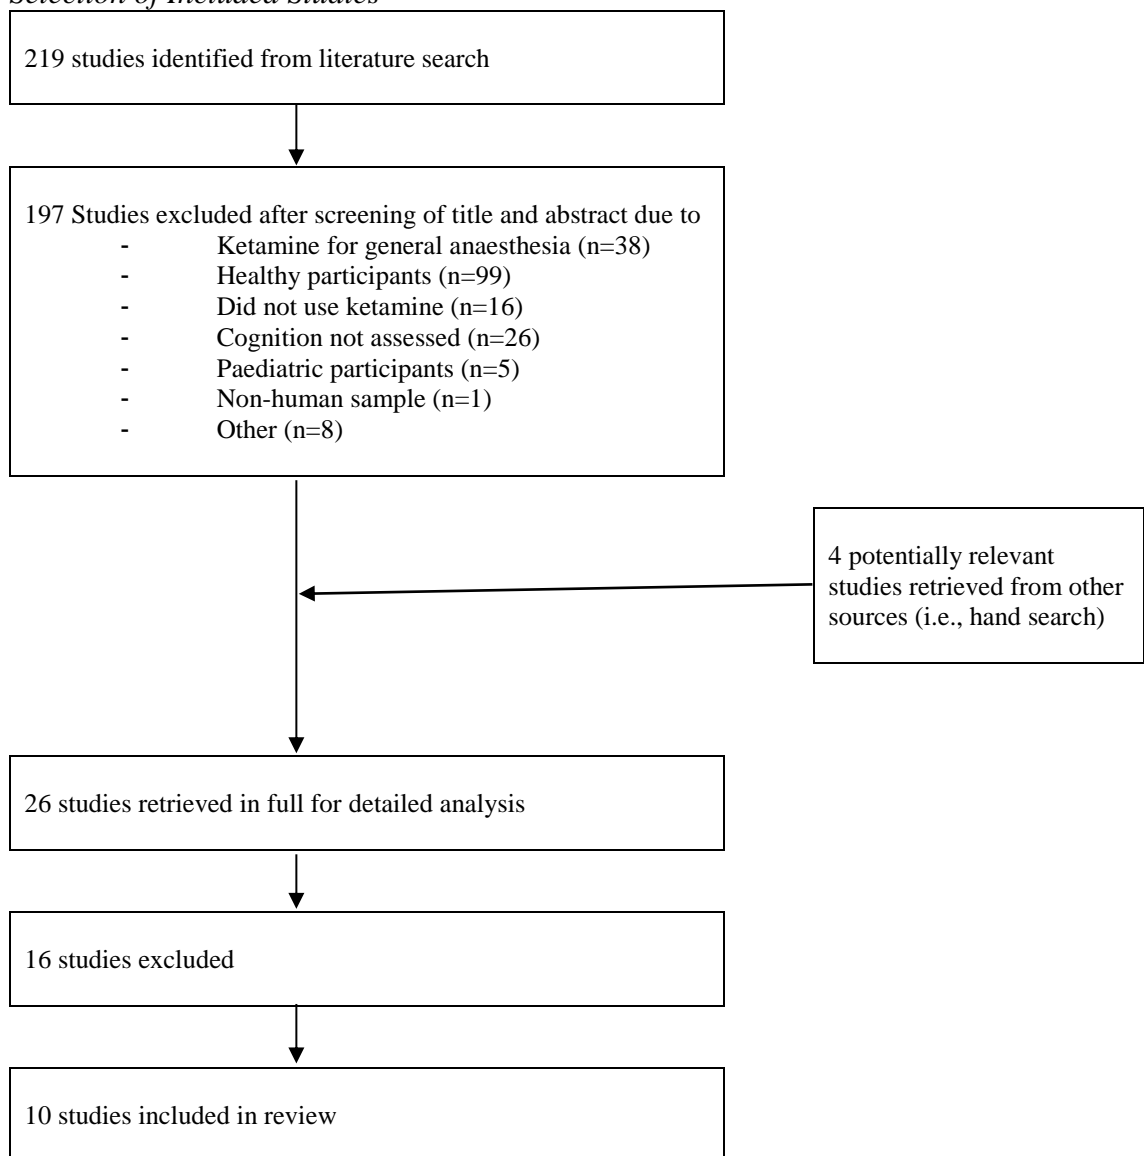 Selection of Included Studies
219 studies identified from literature search
197 Studies excluded after screening of title and abstract due to
- Ketamine for general anaesthesia (n=38)
- Healthy participants (n=99)
- Did not use ketamine (n=16)
- Cognition not assessed (n=26)
- Paediatric participants (n=5)
- Non-human sample (n=1)
- Other (n=8)
4 potentially relevant
studies retrieved from other
sources (i.e., hand search)
26 studies retrieved in full for detailed analysis
16 studies excluded
10 studies included in review